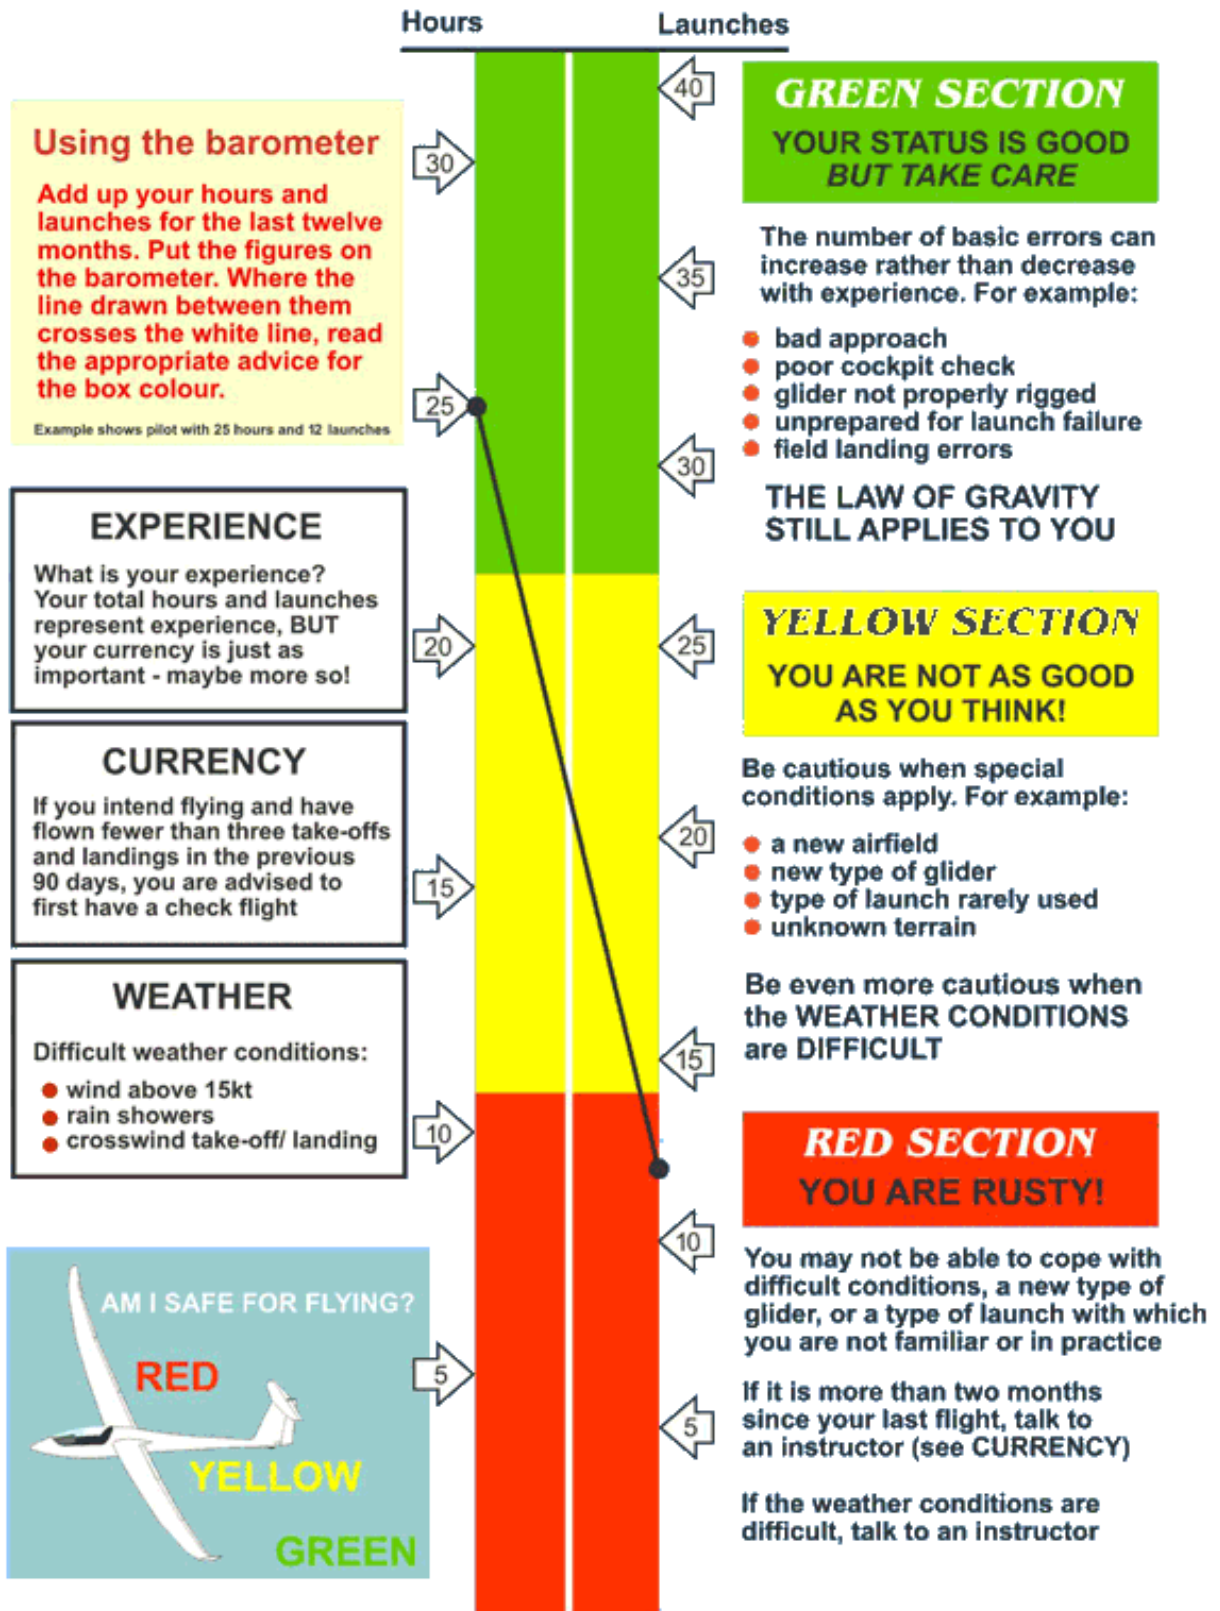 Hours
Launches
Using the barometer
Add up your hours and
launches for the last twelve
months. Put the figures on
the barometer. Where the
line drawn between them
crosses the white line, read
the appropriate advice for
the box colour.
Example shows pilot with 25 hours and 12 launches
EXPERIENCE
What is your experience?
Your total hours and launches
represent experience, BUT
your currency is just as
important - maybe more so!
CURRENCY
If you intend flying and have
flown fewer than three take-offs
and landings in the previous
90 days, you are advised to
first have a check flight
WEATHER
Difficult weather conditions:
wind above 15kt
rain showers
crosswind take-off/ landing
AM I SAFE FOR FLYING?
RED
YELLOW
GREEN
30
25
20
15
10
5
40
35
30
25
20
15
10
5
GREEN SECTION
YOUR STATUS IS GOOD
BUT TAKE CARE
The number of basic errors can
increase rather than decrease
with experience. For example:
bad approach
poor cockpit check
glider not properly rigged
unprepared for launch failure
field landing errors
THE LAW OF GRAVITY
STILL APPLIES TO YOU
YELLOW SECTION
YOU ARE NOT AS GOOD
AS YOU THINK!
Be cautious when special
conditions apply. For example:
a new airfield
new type of glider
type of launch rarely used
unknown terrain
Be even more cautious when
the WEATHER CONDITIONS
are DIFFICULT
RED SECTION
YOU ARE RUSTY!
You may not be able to cope with
difficult conditions, a new type of
glider, or a type of launch with which
you are not familiar or in practice
If it is more than two months
since your last flight, talk to
an instructor (see CURRENCY)
If the weather conditions are
difficult, talk to an instructor